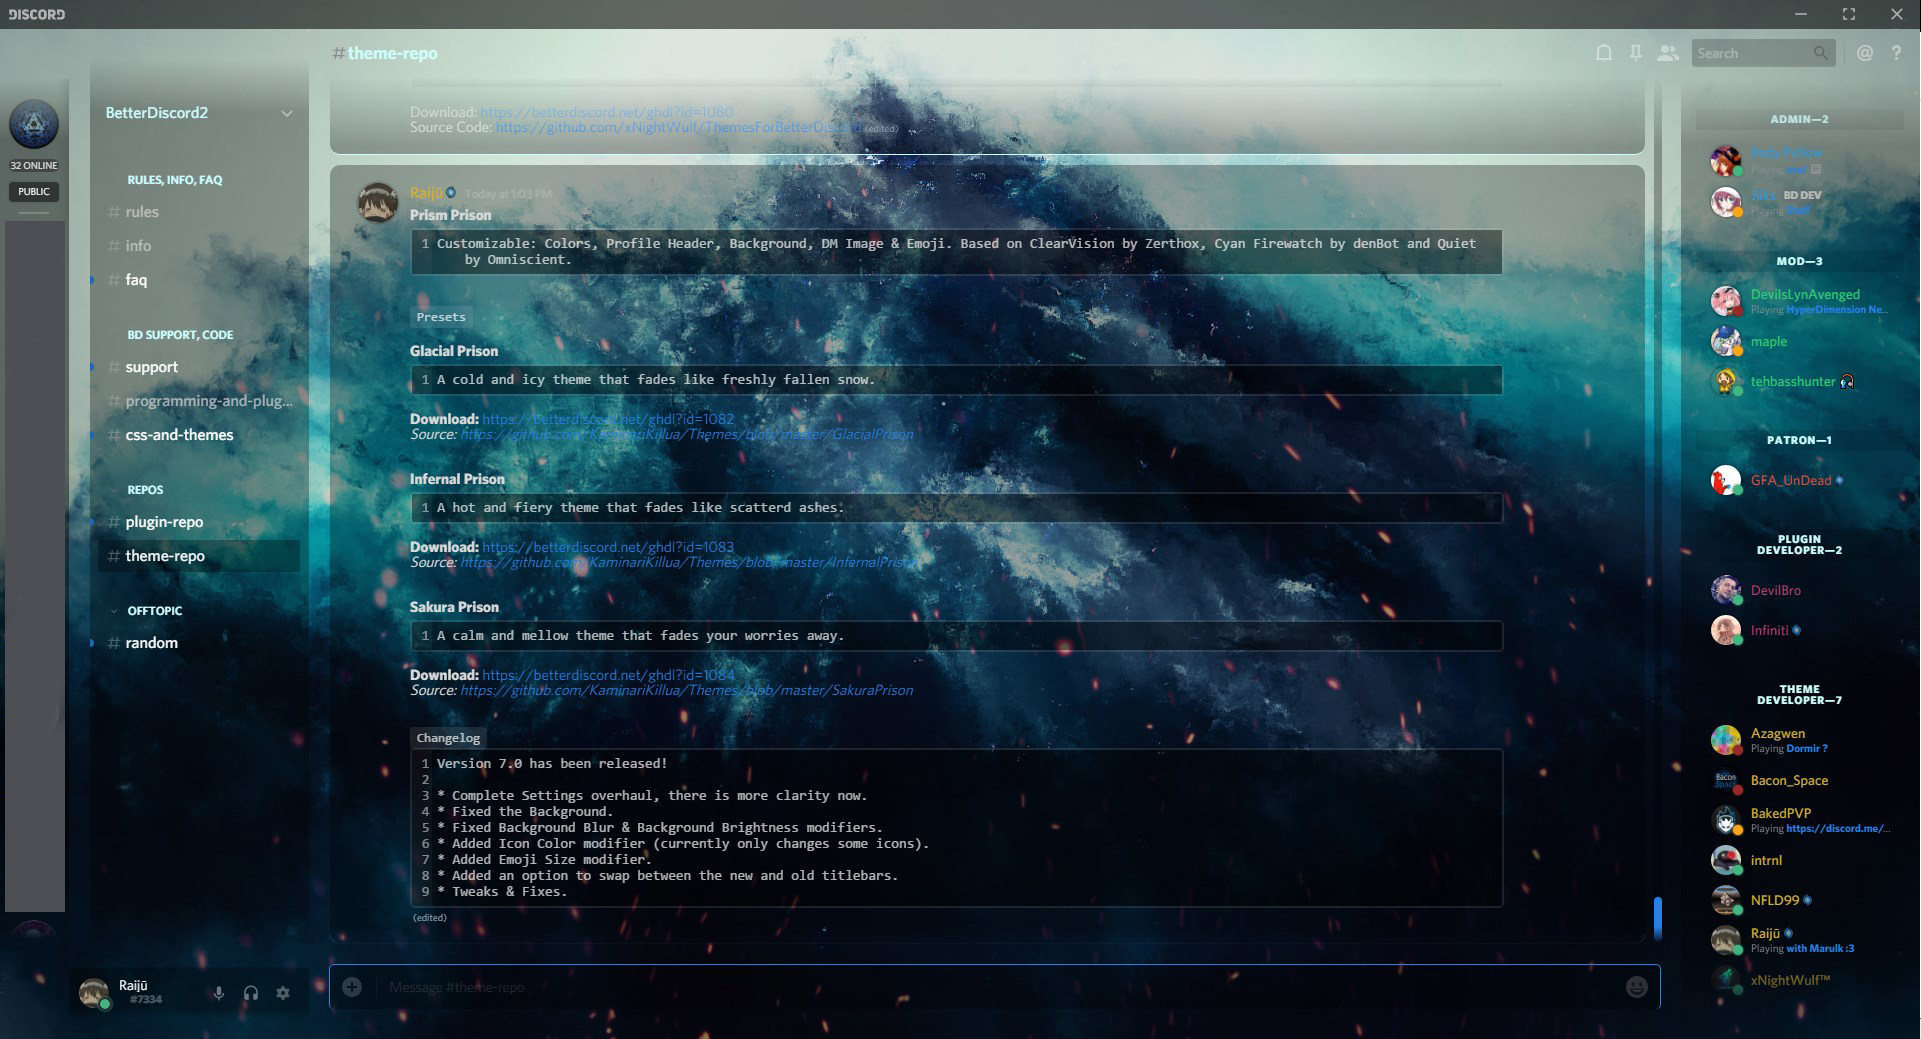 DISCORD
#theme-repo
Search
@ ?
32 ONLINE
PUBLIC
BetterDiscord2
RULES, INFO, FAQ
# rules
# info
# faq
BD SUPPORT, CODE
# support
# programming-and-plug...
# css-and-themes
REPOS
# plugin-repo
# theme-repo
OFFTOPIC
# random
Raijū
#7334
Download: https://betterdiscord.net/ghdl?id=1080
Source Code: https://github.com/xNightWulf/ThemesForBetterDiscord (edited)
Raijū Today at 1:03 PM
Prism Prison
1 Customizable: Colors, Profile Header, Background, DM Image & Emoji. Based on ClearVision by Zerthox, Cyan Firewatch by denBot and Quiet
by Omniscient.
Presets
Glacial Prison
1 A cold and icy theme that fades like freshly fallen snow.
Download: https://betterdiscord.net/ghdl?id=1082
Source: https://github.com/KaminariKillua/Themes/blob/master/GlacialPrison
Infernal Prison
1 A hot and fiery theme that fades like scatterd ashes.
Download: https://betterdiscord.net/ghdl?id=1083
Source: https://github.com/KaminariKillua/Themes/blob/master/InfernalPrison
Sakura Prison
1 A calm and mellow theme that fades your worries away.
Download: https://betterdiscord.net/ghdl?id=1084
Source: https://github.com/KaminariKillua/Themes/blob/master/SakuraPrison
Changelog
1 Version 7.0 has been released!
2
3 * Complete Settings overhaul, there is more clarity now.
4 * Fixed the Background.
5 * Fixed Background Blur & Background Brightness modifiers.
6 * Added Icon Color modifier (currently only changes some icons).
7 * Added Emoji Size modifier.
8 * Added an option to swap between the new and old titlebars.
9 * Tweaks & Fixes.
(edited)
Message #theme-repo
ADMIN—2
Playing
Jiiks BD DEV
Playing
MOD—3
DevilsLynAvenged
Playing HyperDimension Ne...
maple
tehbasshunter
PATRON—1
GFA_UnDead
PLUGIN
DEVELOPER—2
DevilBro
Infiniti
THEME
DEVELOPER—7
Azagwen
Playing Dormir ?
Bacon_Space
BakedPVP
Playing https://discord.me/...
intrnl
NFLD99
Raijū
Playing with Marulk :3
xNightWulf™